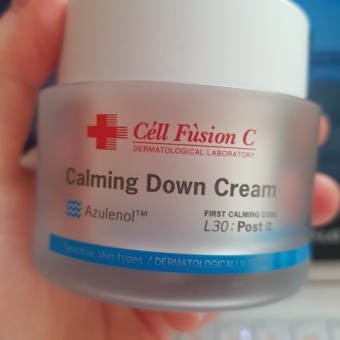 Céll Fùsion C
DERMATOLOGICAL LABORATORY
Calming Down Cream
Azulenol™
FIRST CALMING CODE
L30 : Post α
Sensitive skin types / DERMATOLOGICALLY